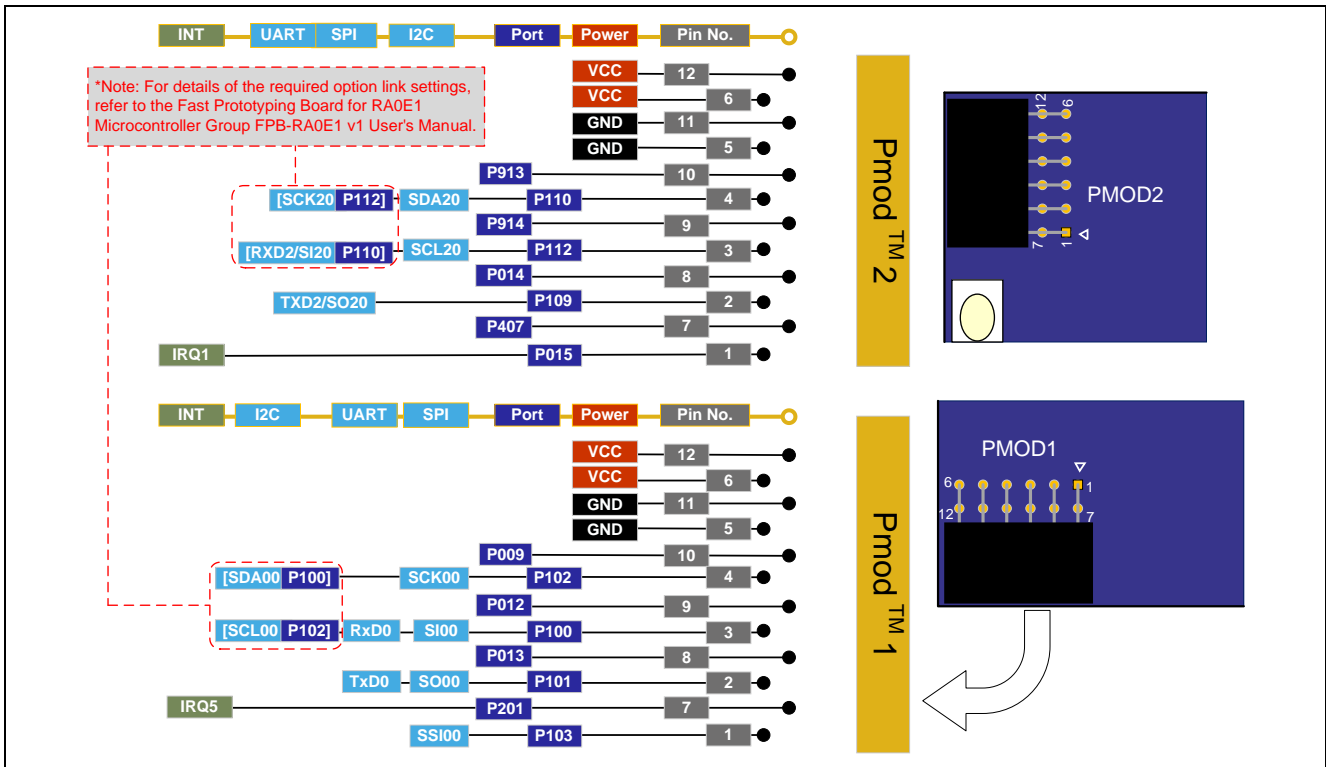 INT UART SPI I2C Port Power Pin No.
*Note: For details of the required option link settings,
refer to the Fast Prototyping Board for RA0E1
Microcontroller Group FPB-RA0E1 v1 User's Manual.
VCC 12
VCC 6
GND 11
GND 5
P913 10
[SCK20 P112] SDA20 P110 4
P914 9
[RXD2/SI20 P110] SCL20 P112 3
P014 8
TXD2/SO20 P109 2
P407 7
IRQ1 P015 1
Pmod TM 2
12 6
PMOD2
7 1
INT I2C UART SPI Port Power Pin No.
VCC 12
VCC 6
GND 11
GND 5
P009 10
[SDA00 P100] SCK00 P102 4
P012 9
[SCL00 P102] RxD0 SI00 P100 3
P013 8
TxD0 SO00 P101 2
IRQ5 P201 7
SSI00 P103 1
Pmod TM 1
PMOD1
6 1
12 7